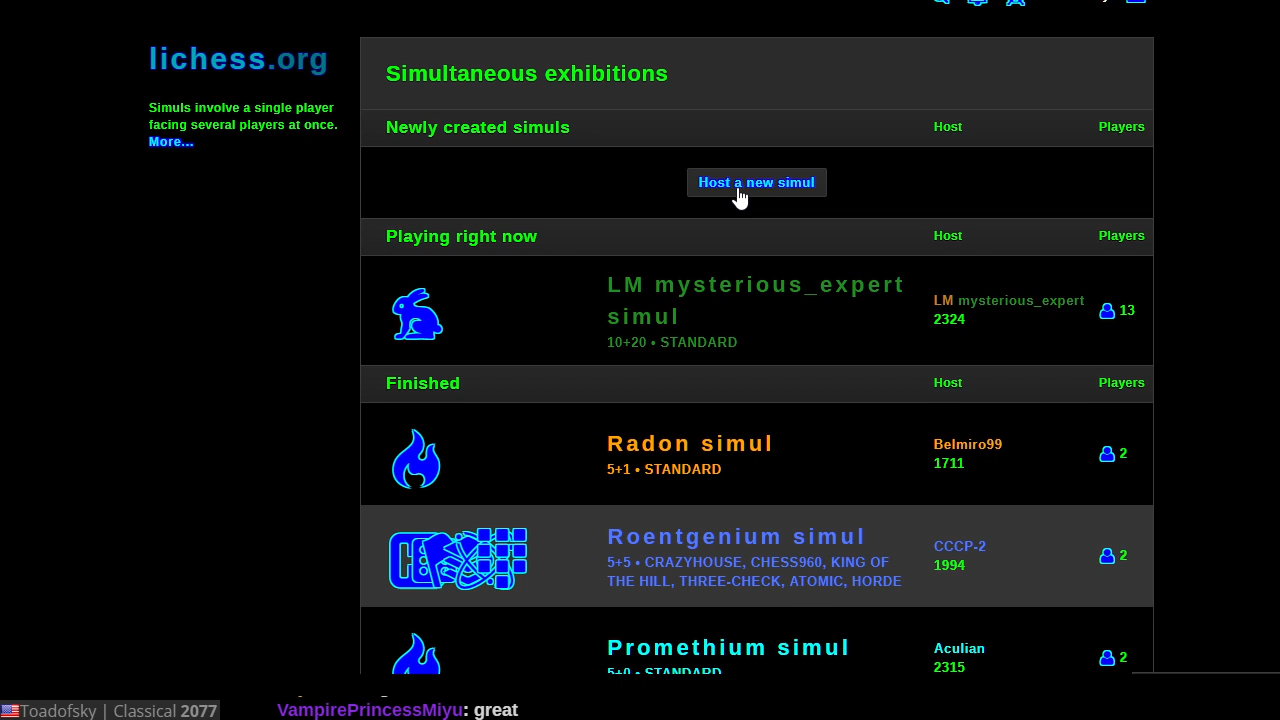 lichess.org
Simuls involve a single player
facing several players at once.
More...
Simultaneous exhibitions
Newly created simuls Host Players
Host a new simul
Playing right now Host Players
LM mysterious_expert
simul
10+20 • STANDARD
LM mysterious_expert
2324
13
Finished Host Players
Radon simul
5+1 • STANDARD
Belmiro99
1711
2
Roentgenium simul
5+5 • CRAZYHOUSE, CHESS960, KING OF
THE HILL, THREE-CHECK, ATOMIC, HORDE
CCCP-2
1994
2
Promethium simul
5+0 • STANDARD
Aculian
2315
2
Toadofsky | Classical 2077
VampirePrincessMiyu: great